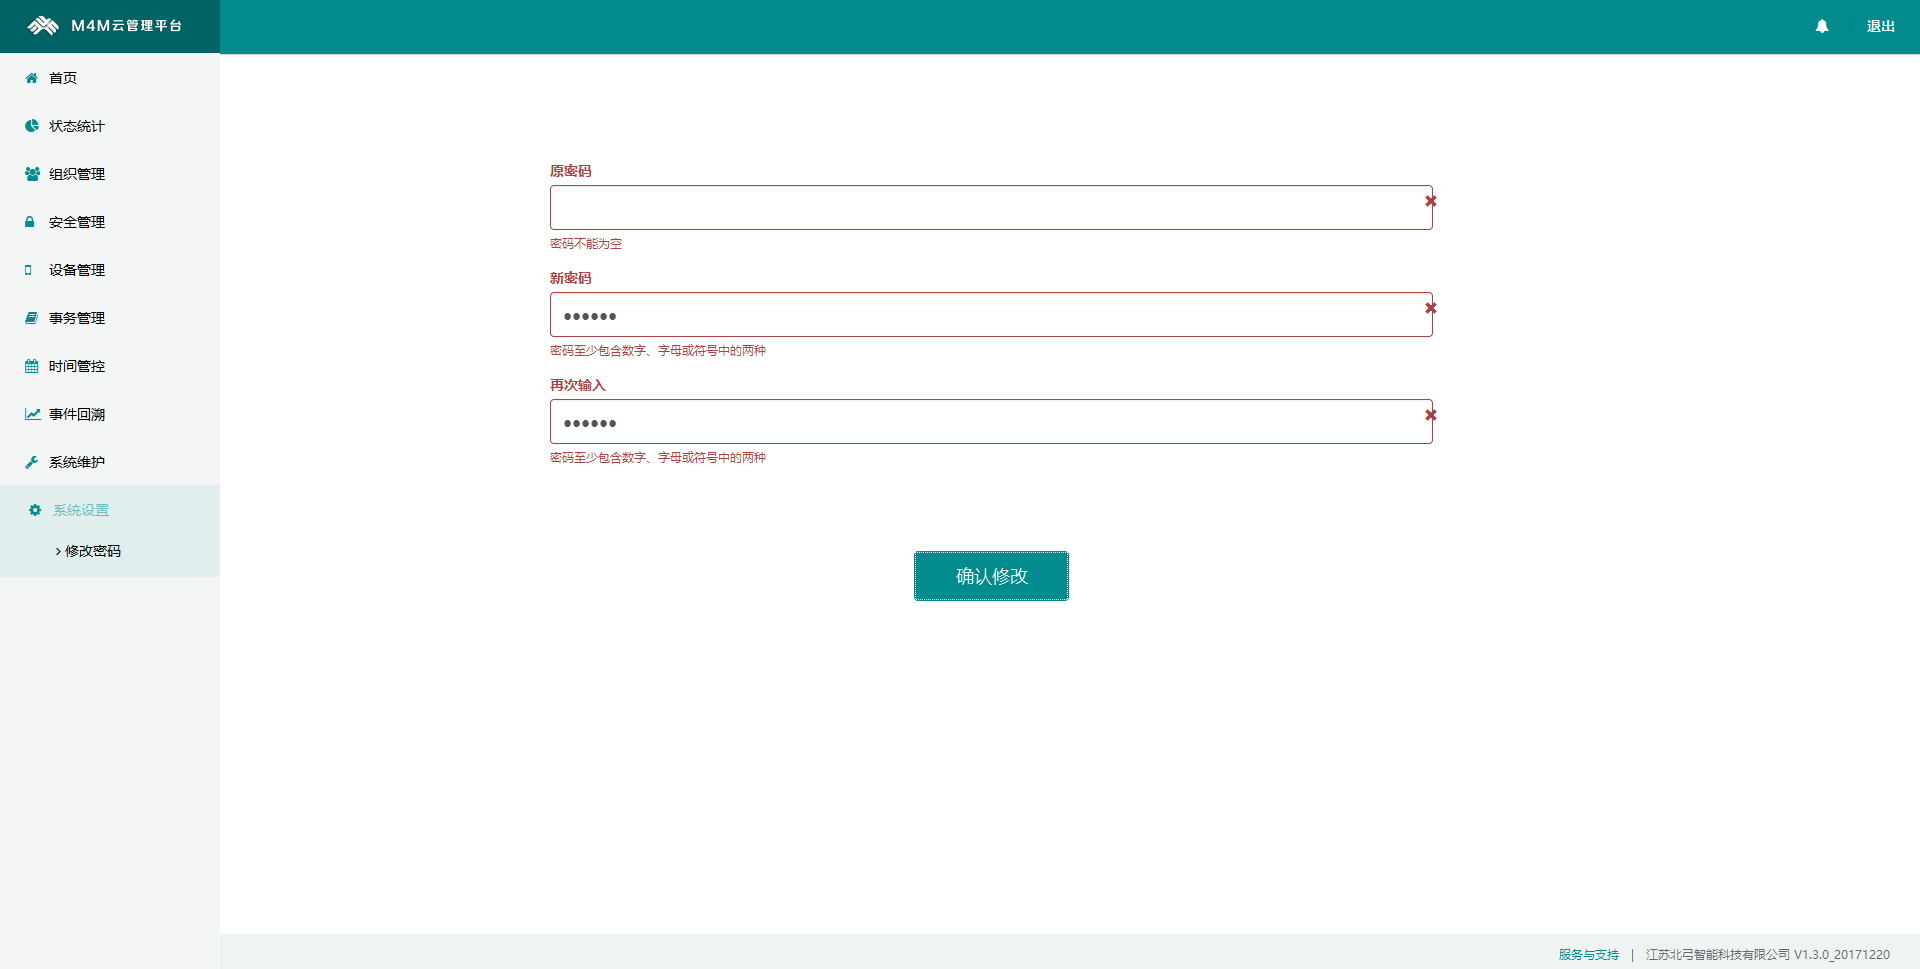 M4M云管理平台
退出
首页
状态统计
组织管理
安全管理
设备管理
事务管理
时间管控
事件回溯
系统维护
系统设置
修改密码
原密码
密码不能为空
新密码
••••••
密码至少包含数字、字母或符号中的两种
再次输入
••••••
密码至少包含数字、字母或符号中的两种
确认修改
服务与支持 | 江苏北弓智能科技有限公司 V1.3.0_20171220